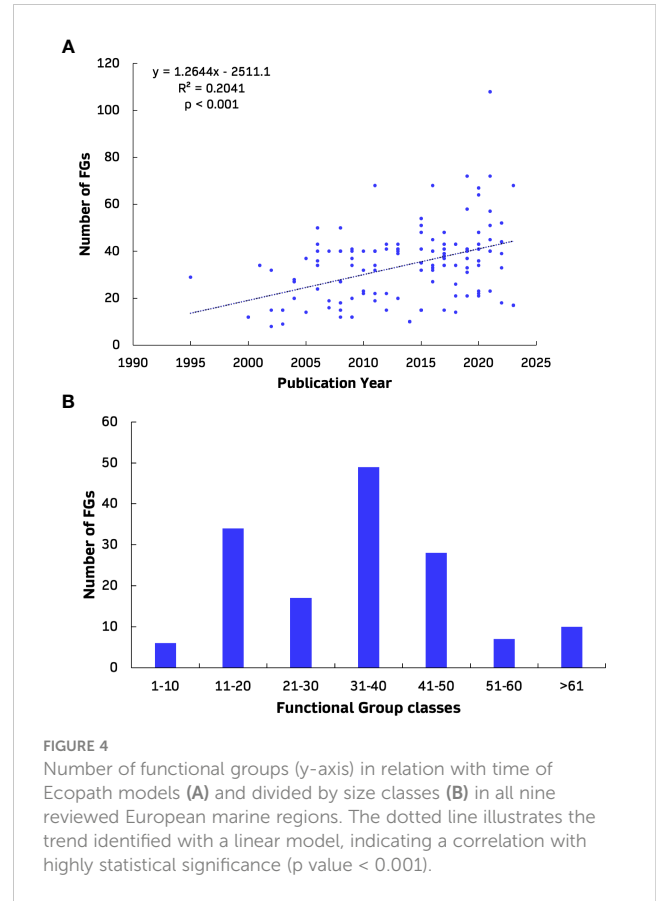 A
y = 1.2644x - 2511.1
R² = 0.2041
p < 0.001
Number of FGs
120
100
80
60
40
20
0
1990 1995 2000 2005 2010 2015 2020 2025
Publication Year
B
Number of FGs
60
50
40
30
20
10
0
1-10 11-20 21-30 31-40 41-50 51-60 >61
Functional Group classes
FIGURE 4
Number of functional groups (y-axis) in relation with time of
Ecopath models (A) and divided by size classes (B) in all nine
reviewed European marine regions. The dotted line illustrates the
trend identified with a linear model, indicating a correlation with
highly statistical significance (p value < 0.001).